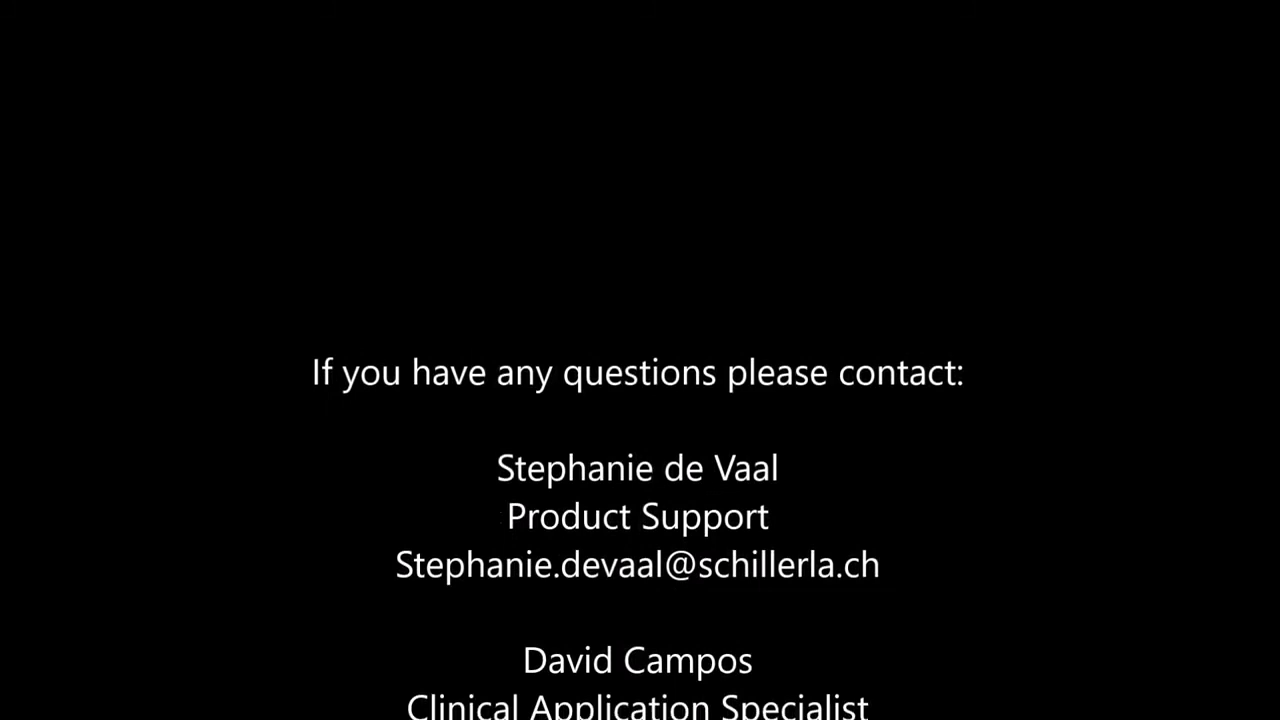 If you have any questions please contact:
Stephanie de Vaal
Product Support
Stephanie.devaal@schillerla.ch
David Campos
Clinical Application Specialist